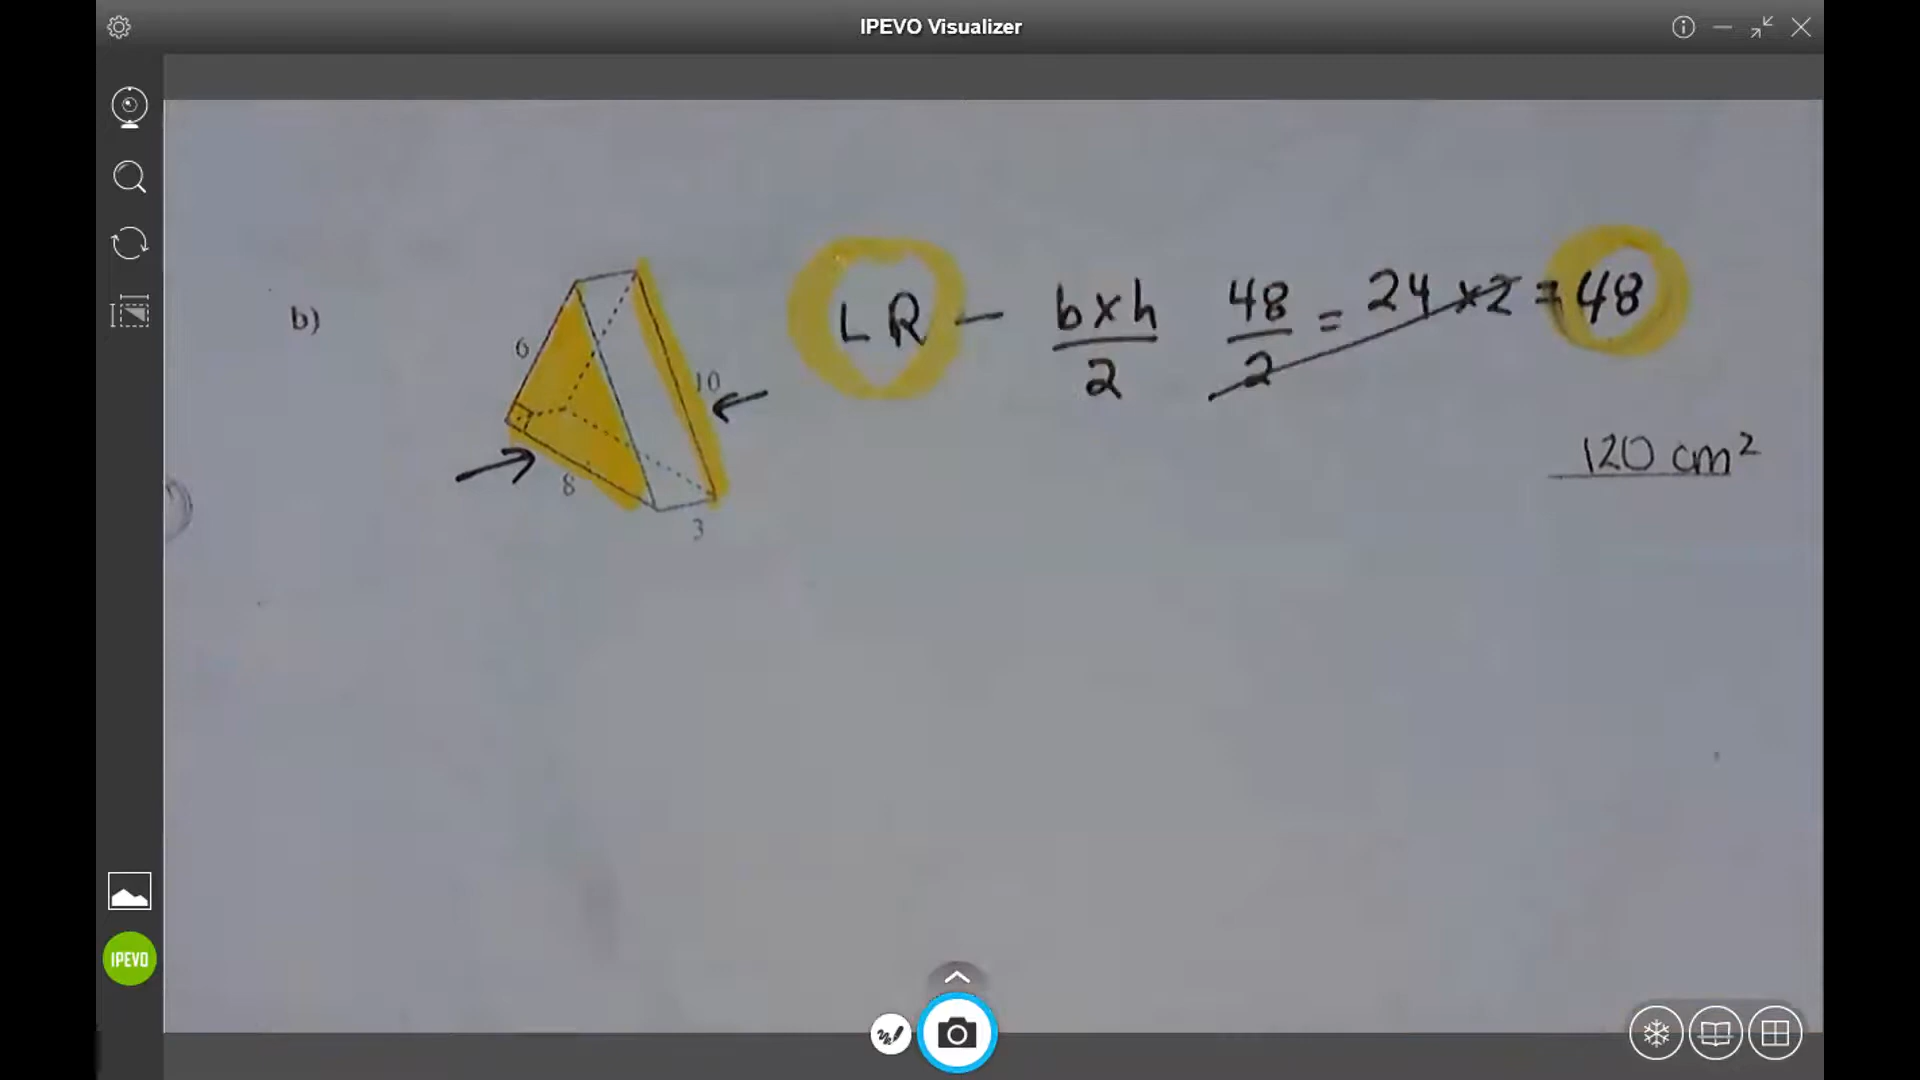 IPEVO Visualizer
b)
6
10
8
3
LR - b×h/2 48/2 = 24 ×2 = 48
120 cm²
IPEVO